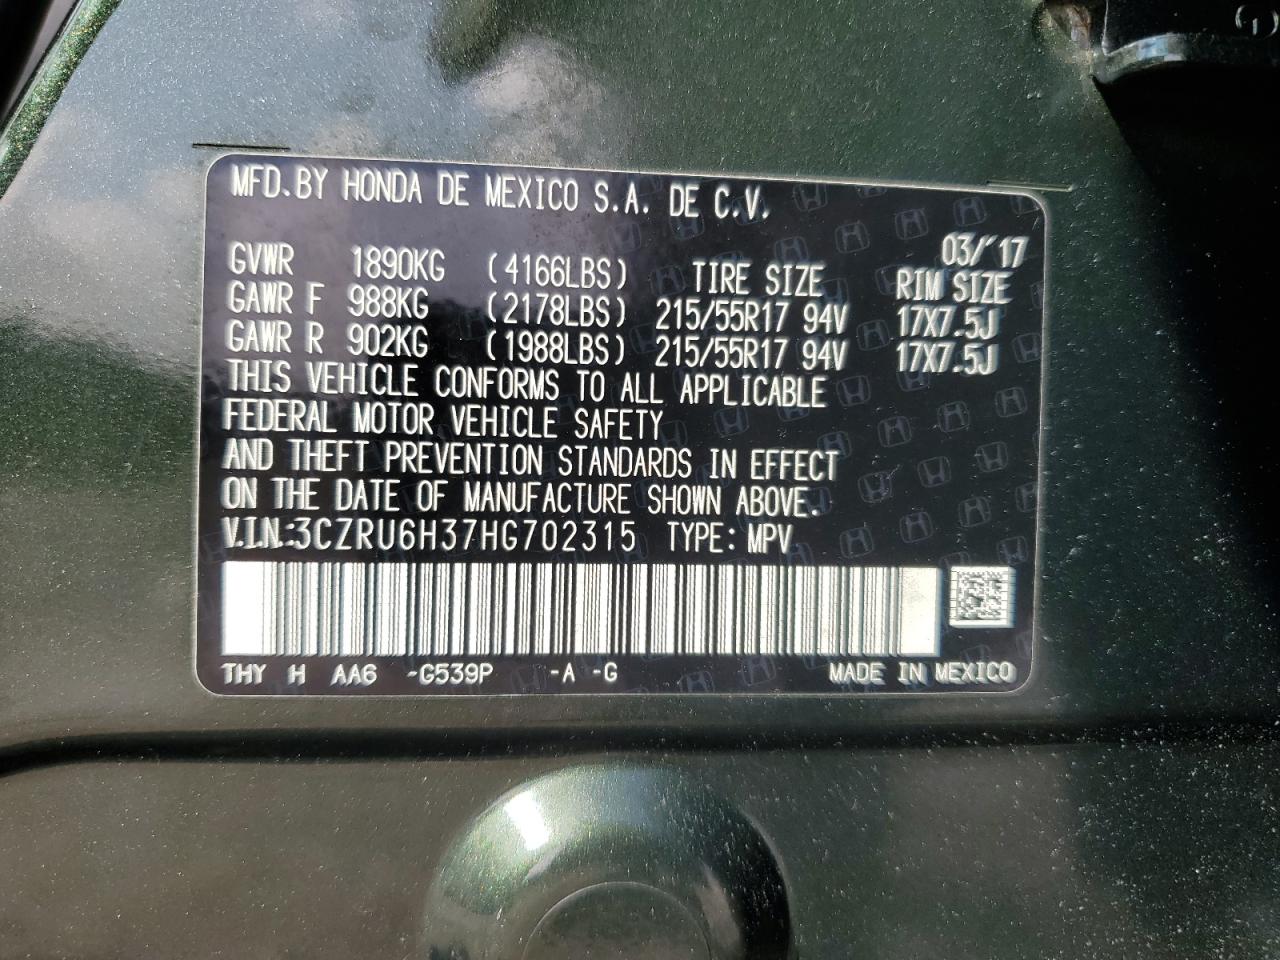 MFD. BY HONDA DE MEXICO S.A. DE C.V.
03/'17
GVWR 1890KG (4166LBS) TIRE SIZE RIM SIZE
GAWR F 988KG (2178LBS) 215/55R17 94V 17X7.5J
GAWR R 902KG (1988LBS) 215/55R17 94V 17X7.5J
THIS VEHICLE CONFORMS TO ALL APPLICABLE
FEDERAL MOTOR VEHICLE SAFETY
AND THEFT PREVENTION STANDARDS IN EFFECT
ON THE DATE OF MANUFACTURE SHOWN ABOVE.
V.I.N.:3CZRU6H37HG702315 TYPE: MPV
THY H AA6 -G539P -A -G MADE IN MEXICO